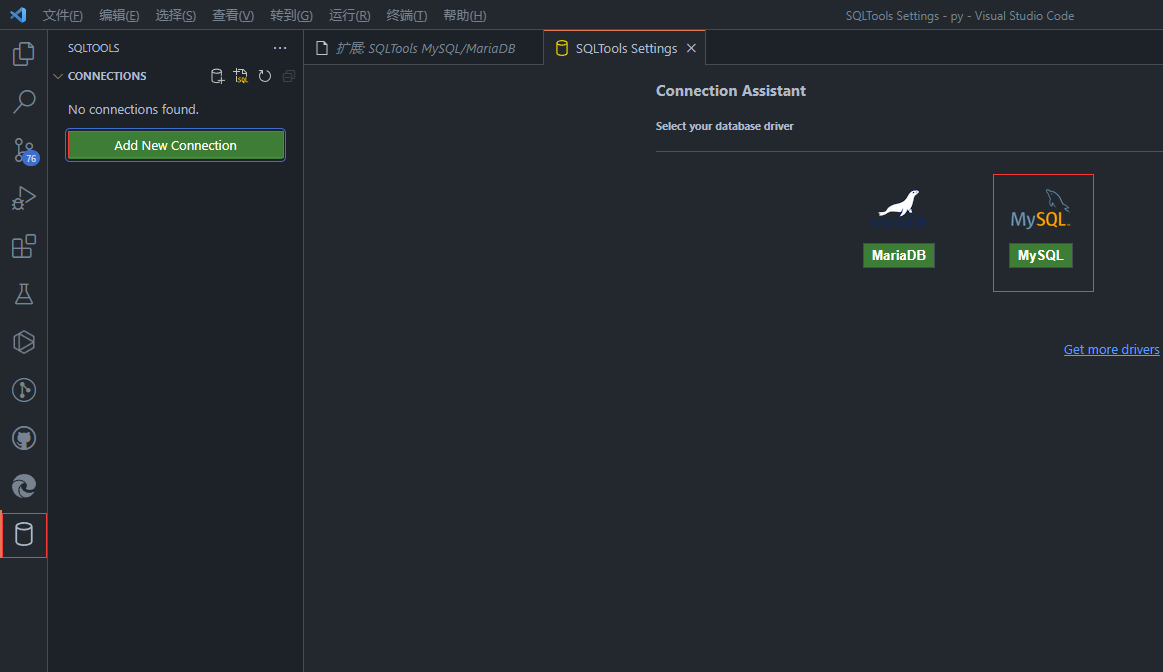 文件(F) 编辑(E) 选择(S) 查看(V) 转到(G) 运行(R) 终端(T) 帮助(H) SQLTools Settings - py - Visual Studio Code
SQLTOOLS
扩展: SQLTools MySQL/MariaDB
SQLTools Settings
CONNECTIONS
SQL
No connections found.
Add New Connection
76
Connection Assistant
Select your database driver
MariaDB
MySQL
MySQL
Get more drivers